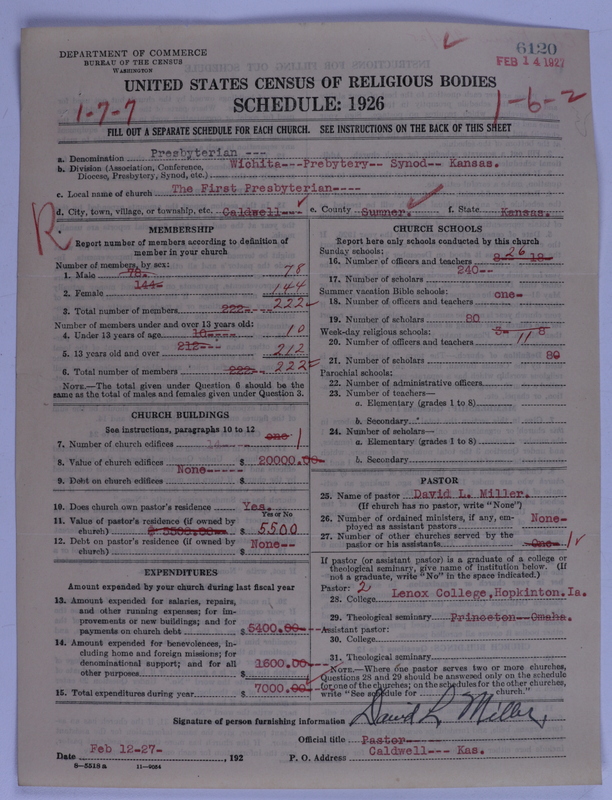 6120
DEPARTMENT OF COMMERCE
BUREAU OF THE CENSUS
WASHINGTON
FEB 14 1927
UNITED STATES CENSUS OF RELIGIOUS BODIES
SCHEDULE: 1926
1-7-7
1-6-2
FILL OUT A SEPARATE SCHEDULE FOR EACH CHURCH. SEE INSTRUCTIONS ON THE BACK OF THIS SHEET
a. Denomination Presbyterian ---
b. Division (Association, Conference, Diocese, Presbytery, Synod, etc.) Wichita---Prebytery-- Synod-- Kansas.
c. Local name of church The First Presbyterian----
d. City, town, village, or township, etc. Caldwell--- e. County Sumner. f. State Kansas.
R
MEMBERSHIP
Report number of members according to definition of
member in your church
Number of members, by sex:
1. Male 78. 78
2. Female 144- 144
3. Total number of members 222-- 222
Number of members under and over 13 years old:
4. Under 13 years of age 10---- 10
5. 13 years old and over 212--- 212
6. Total number of members 222- 222
NOTE.—The total given under Question 6 should be the
same as the total of males and females given under Question 3.
CHURCH BUILDINGS
See instructions, paragraphs 10 to 12
7. Number of church edifices one 1
8. Value of church edifices $ 20000.00-
9. Debt on church edifices None----- $
10. Does church own pastor's residence Yes.
Yes or No
11. Value of pastor's residence (if owned by
church) $ 5500.00-- $ 5500
12. Debt on pastor's residence (if owned by
church) $ None--
EXPENDITURES
Amount expended by your church during last fiscal year
13. Amount expended for salaries, repairs,
and other running expenses; for im-
provements or new buildings; and for
payments on church debt $ 5400.00---
14. Amount expended for benevolences, in-
cluding home and foreign missions; for
denominational support; and for all
other purposes $ 1600.00---
15. Total expenditures during year $ 7000.00
CHURCH SCHOOLS
Report here only schools conducted by this church
Sunday schools:
16. Number of officers and teachers 26
17. Number of scholars 240--
Summer vacation Bible schools:
18. Number of officers and teachers one-
19. Number of scholars 80
Week-day religious schools:
20. Number of officers and teachers 3- 8 11
21. Number of scholars 80
Parochial schools:
22. Number of administrative officers
23. Number of teachers—
a. Elementary (grades 1 to 8)
b. Secondary
24. Number of scholars—
a. Elementary (grades 1 to 8)
b. Secondary
PASTOR
25. Name of pastor David L. Miller.
(If church has no pastor, write "None")
26. Number of ordained ministers, if any, em-
ployed as assistant pastors None-
27. Number of other churches served by the
pastor or his assistants One- 1
If pastor (or assistant pastor) is a graduate of a college or
theological seminary, give name of institution below. (If
not a graduate, write "No" in the space indicated.)
Pastor: 2
28. College Lenox College,Hopkinton.Ia.
29. Theological seminary Princeton--Omaha.
Assistant pastor:
30. College
31. Theological seminary
NOTE.—Where one pastor serves two or more churches,
Questions 28 and 29 should be answered only on the schedule
for one of the churches; on the schedules for the other churches,
write "See schedule for church."
Signature of person furnishing information David L Miller,
Official title Pastor---
Date Feb 12-27- , 192 P. O. Address Caldwell--- Kas.
8—5518a 11—9054